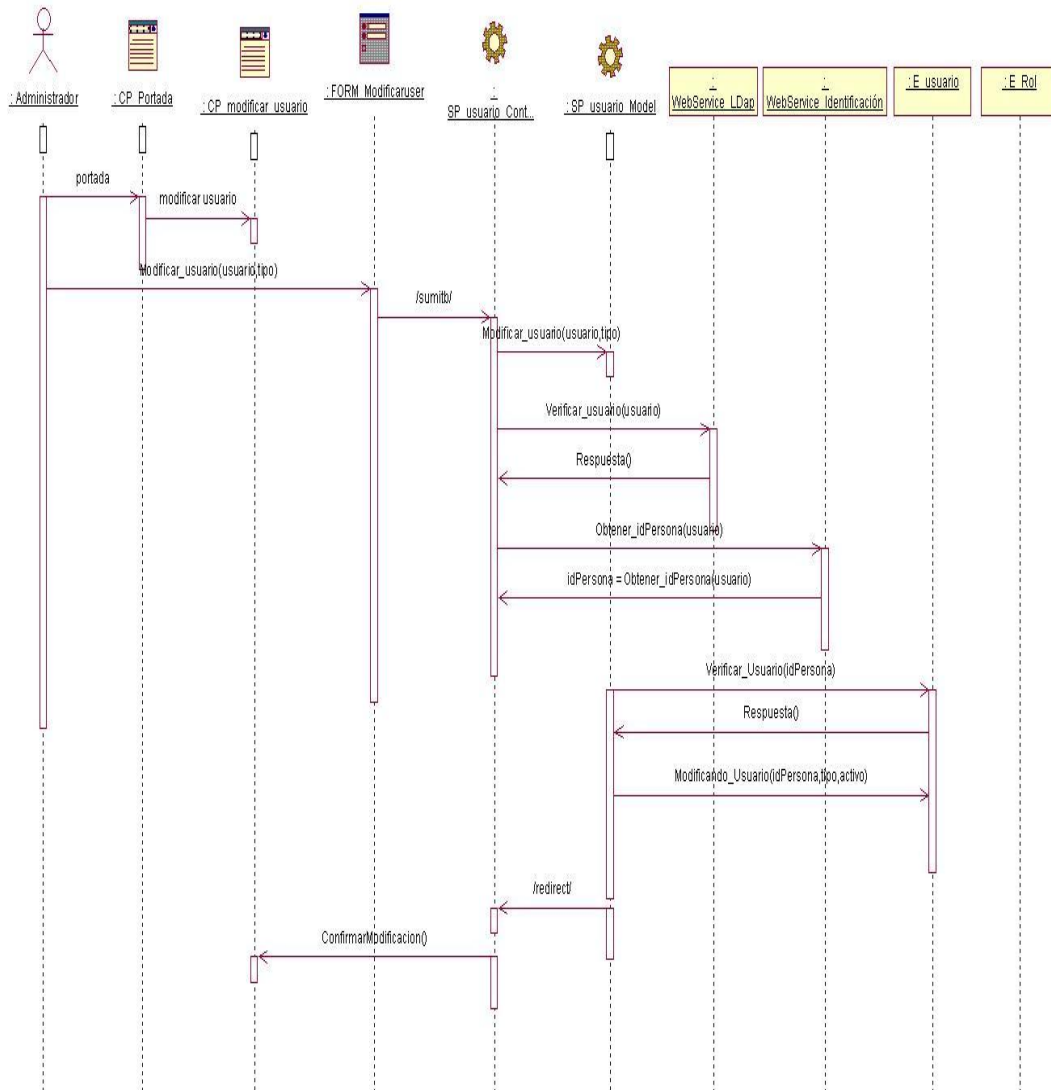 : Administrador
: CP_Portada
: CP_modificar_usuario
: FORM_Modificaruser
:
SP_usuario_Cont...
: SP_usuario_Model
:
WebService_LDap
:
WebService_Identificación
: E_usuario
: E_Rol
portada
modificar usuario
Modificar_usuario(usuario,tipo)
/sumitb/
Modificar_usuario(usuario,tipo)
Verificar_usuario(usuario)
Respuesta()
Obtener_idPersona(usuario)
idPersona = Obtener_idPersona(usuario)
Verificar_Usuario(idPersona)
Respuesta()
Modificando_Usuario(idPersona,tipo,activo)
/redirect/
ConfirmarModificacion()